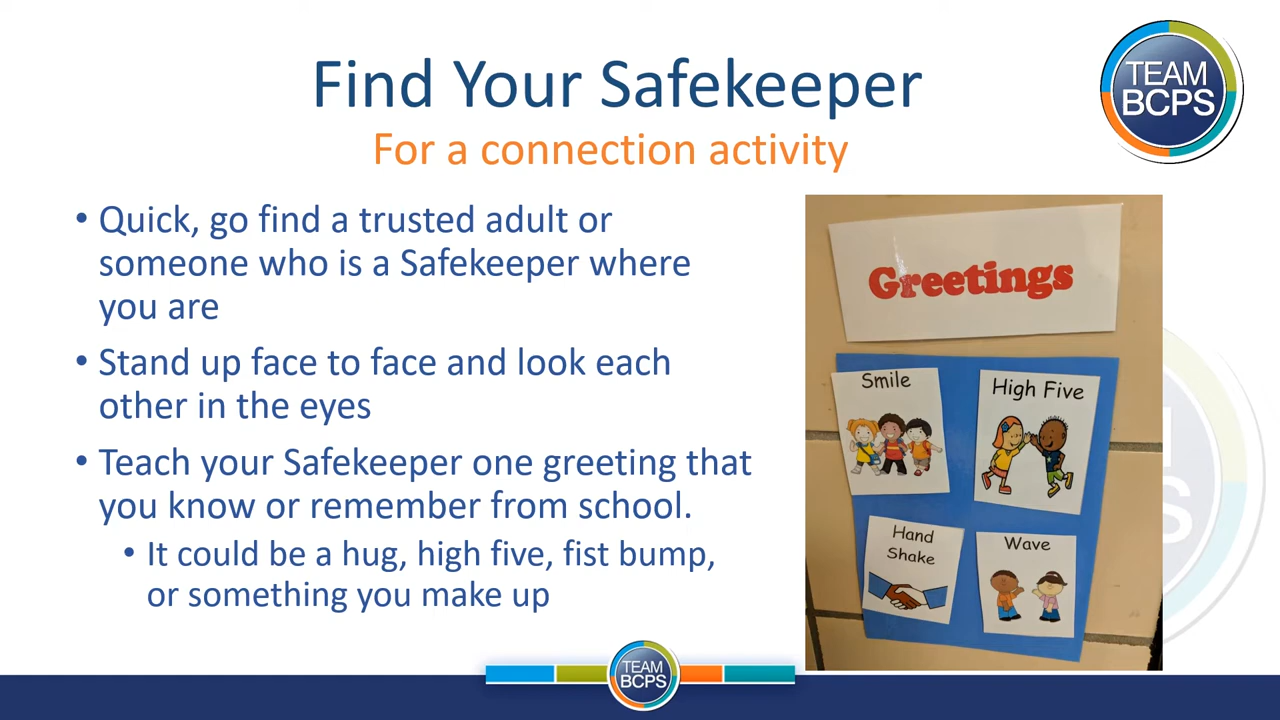 Find Your Safekeeper
For a connection activity
TEAM
BCPS
• Quick, go find a trusted adult or
someone who is a Safekeeper where
you are
• Stand up face to face and look each
other in the eyes
• Teach your Safekeeper one greeting that
you know or remember from school.
• It could be a hug, high five, fist bump,
or something you make up
Greetings
Smile
High Five
Hand
Shake
Wave
TEAM
BCPS